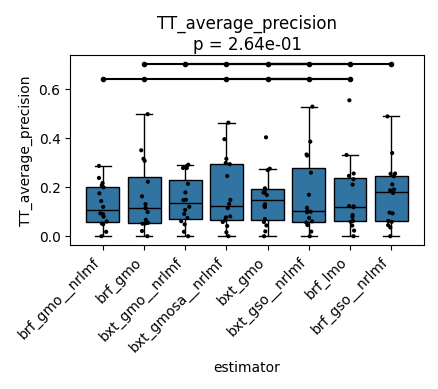 TT_average_precision
p = 2.64e-01
TT_average_precision
0.6
0.4
0.2
0.0
brf_gmo__nrlmf
brf_gmo
bxt_gmo__nrlmf
bxt_gmosa__nrlmf
bxt_gmo
bxt_gso__nrlmf
brf_lmo
brf_gso__nrlmf
estimator